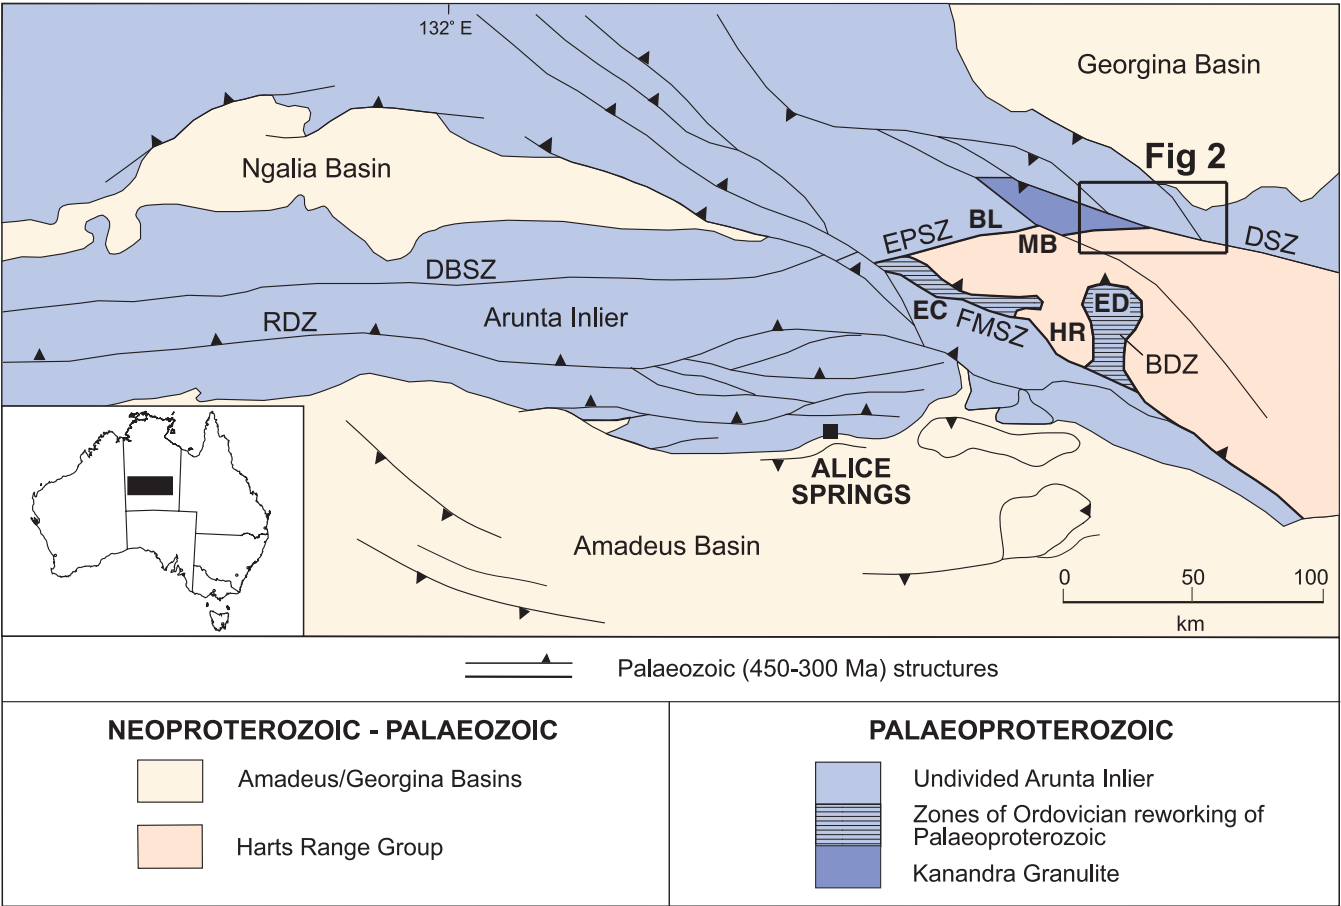 132° E
Georgina Basin
Fig 2
Ngalia Basin
BL
EPSZ
MB
DSZ
DBSZ
RDZ
Arunta Inlier
EC
FMSZ
HR
ED
BDZ
ALICE
SPRINGS
Amadeus Basin
0 50 100
km
Palaeozoic (450-300 Ma) structures
NEOPROTEROZOIC - PALAEOZOIC
Amadeus/Georgina Basins
Harts Range Group
PALAEOPROTEROZOIC
Undivided Arunta Inlier
Zones of Ordovician reworking of
Palaeoproterozoic
Kanandra Granulite